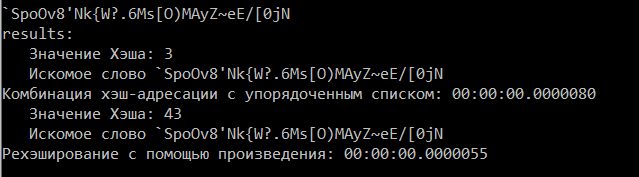 `SpoOv8'Nk{W?.6Ms[O)MAyZ~eE/[0jN
results:
Значение Хэша: 3
Искомое слово `SpoOv8'Nk{W?.6Ms[O)MAyZ~eE/[0jN
Комбинация хэш-адресации с упорядоченным списком: 00:00:00.0000080
Значение Хэша: 43
Искомое слово `SpoOv8'Nk{W?.6Ms[O)MAyZ~eE/[0jN
Рехэширование с помощью произведения: 00:00:00.0000055